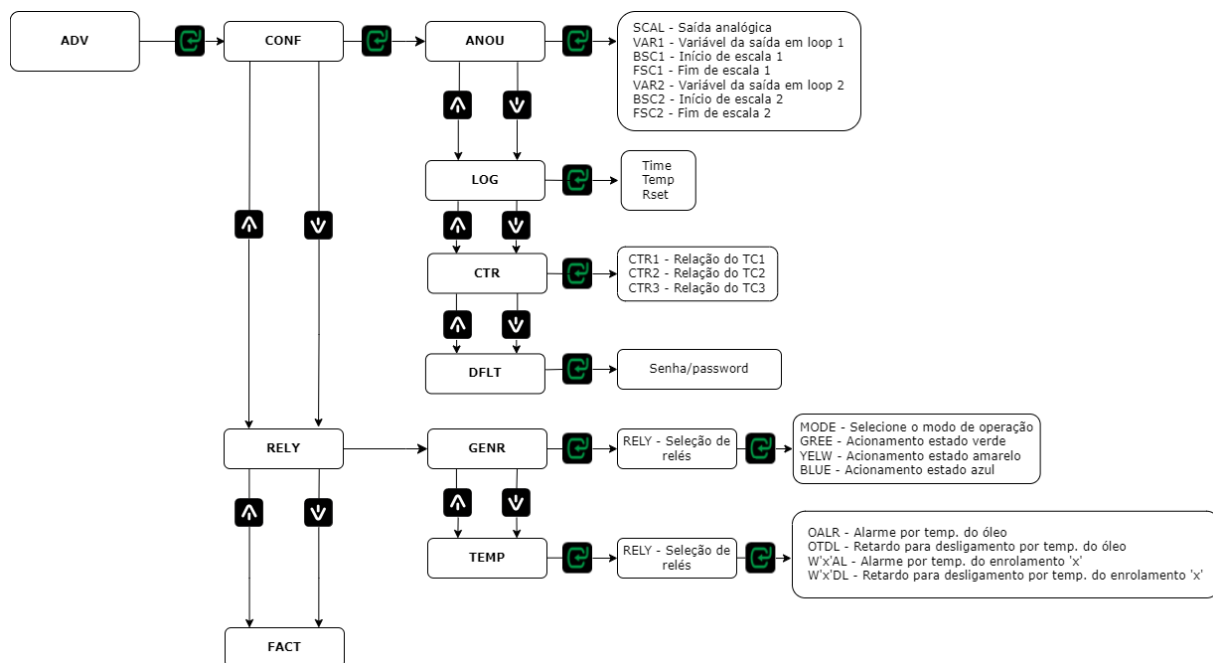 ADV
CONF
ANOU
SCAL - Saída analógica
VAR1 - Variável da saída em loop 1
BSC1 - Início de escala 1
FSC1 - Fim de escala 1
VAR2 - Variável da saída em loop 2
BSC2 - Início de escala 2
FSC2 - Fim de escala 2
LOG
Time
Temp
Rset
CTR
CTR1 - Relação do TC1
CTR2 - Relação do TC2
CTR3 - Relação do TC3
DFLT
Senha/password
RELY
GENR
RELY - Seleção de
relés
MODE - Selecione o modo de operação
GREE - Acionamento estado verde
YELW - Acionamento estado amarelo
BLUE - Acionamento estado azul
TEMP
RELY - Seleção de
relés
OALR - Alarme por temp. do óleo
OTDL - Retardo para desligamento por temp. do óleo
W'x'AL - Alarme por temp. do enrolamento 'x'
W'x'DL - Retardo para desligamento por temp. do enrolamento 'x'
FACT